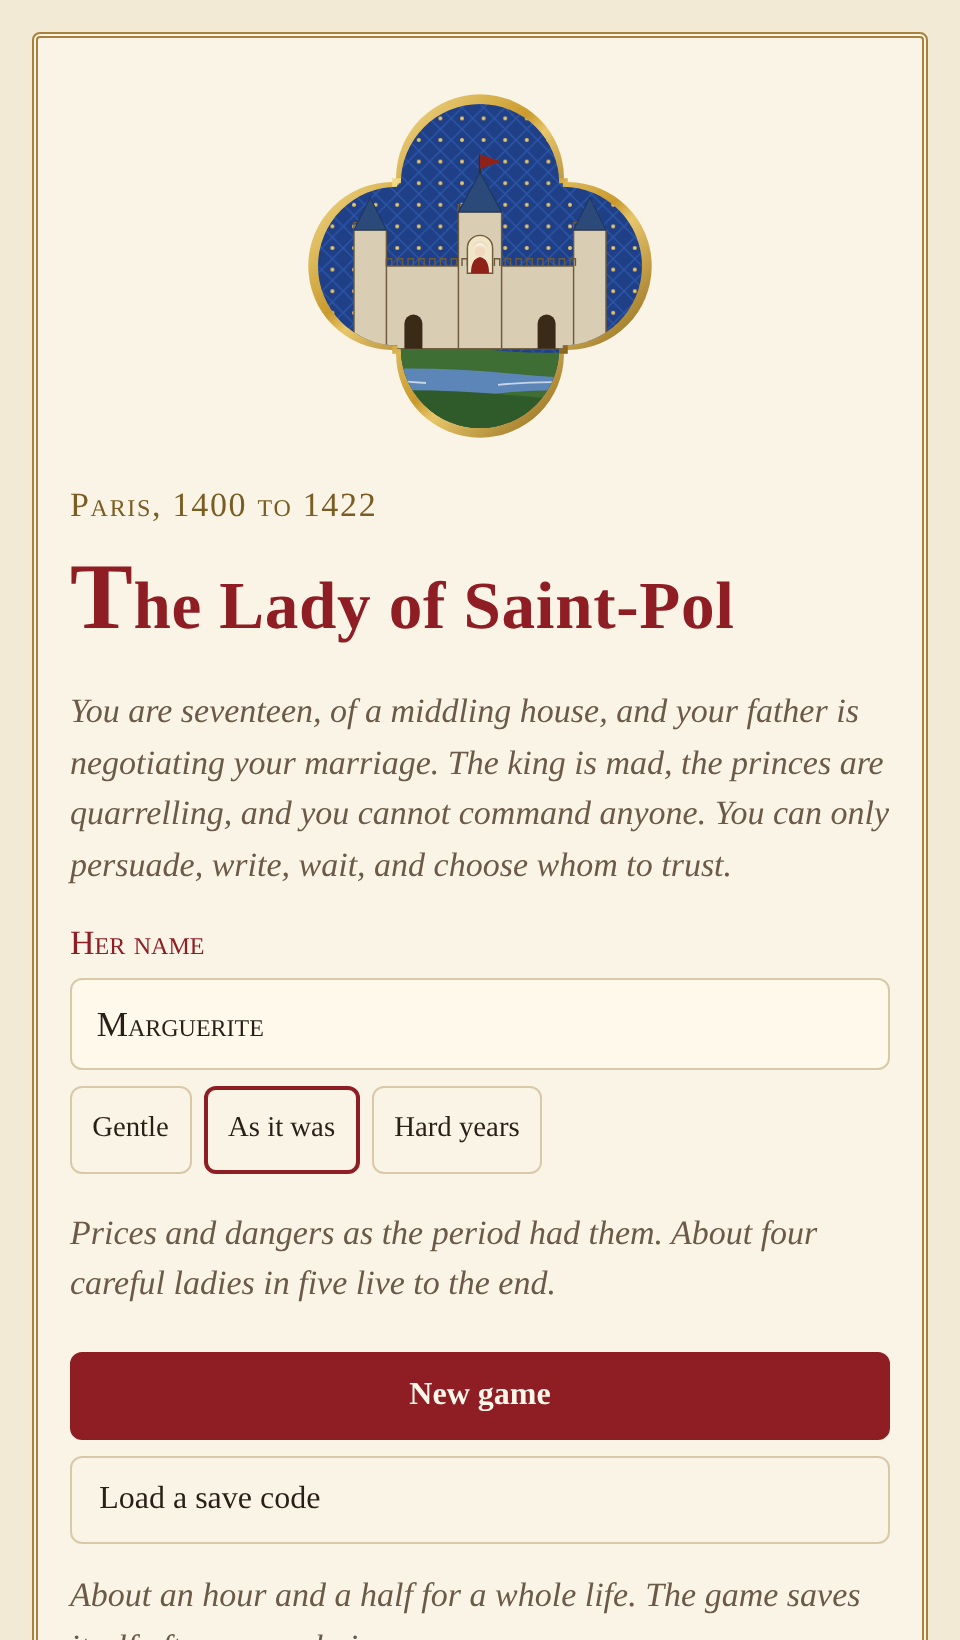 Paris, 1400 to 1422
The Lady of Saint-Pol
You are seventeen, of a middling house, and your father is
negotiating your marriage. The king is mad, the princes are
quarrelling, and you cannot command anyone. You can only
persuade, write, wait, and choose whom to trust.
Her name
Marguerite
Gentle As it was Hard years
Prices and dangers as the period had them. About four
careful ladies in five live to the end.
New game
Load a save code
About an hour and a half for a whole life. The game saves